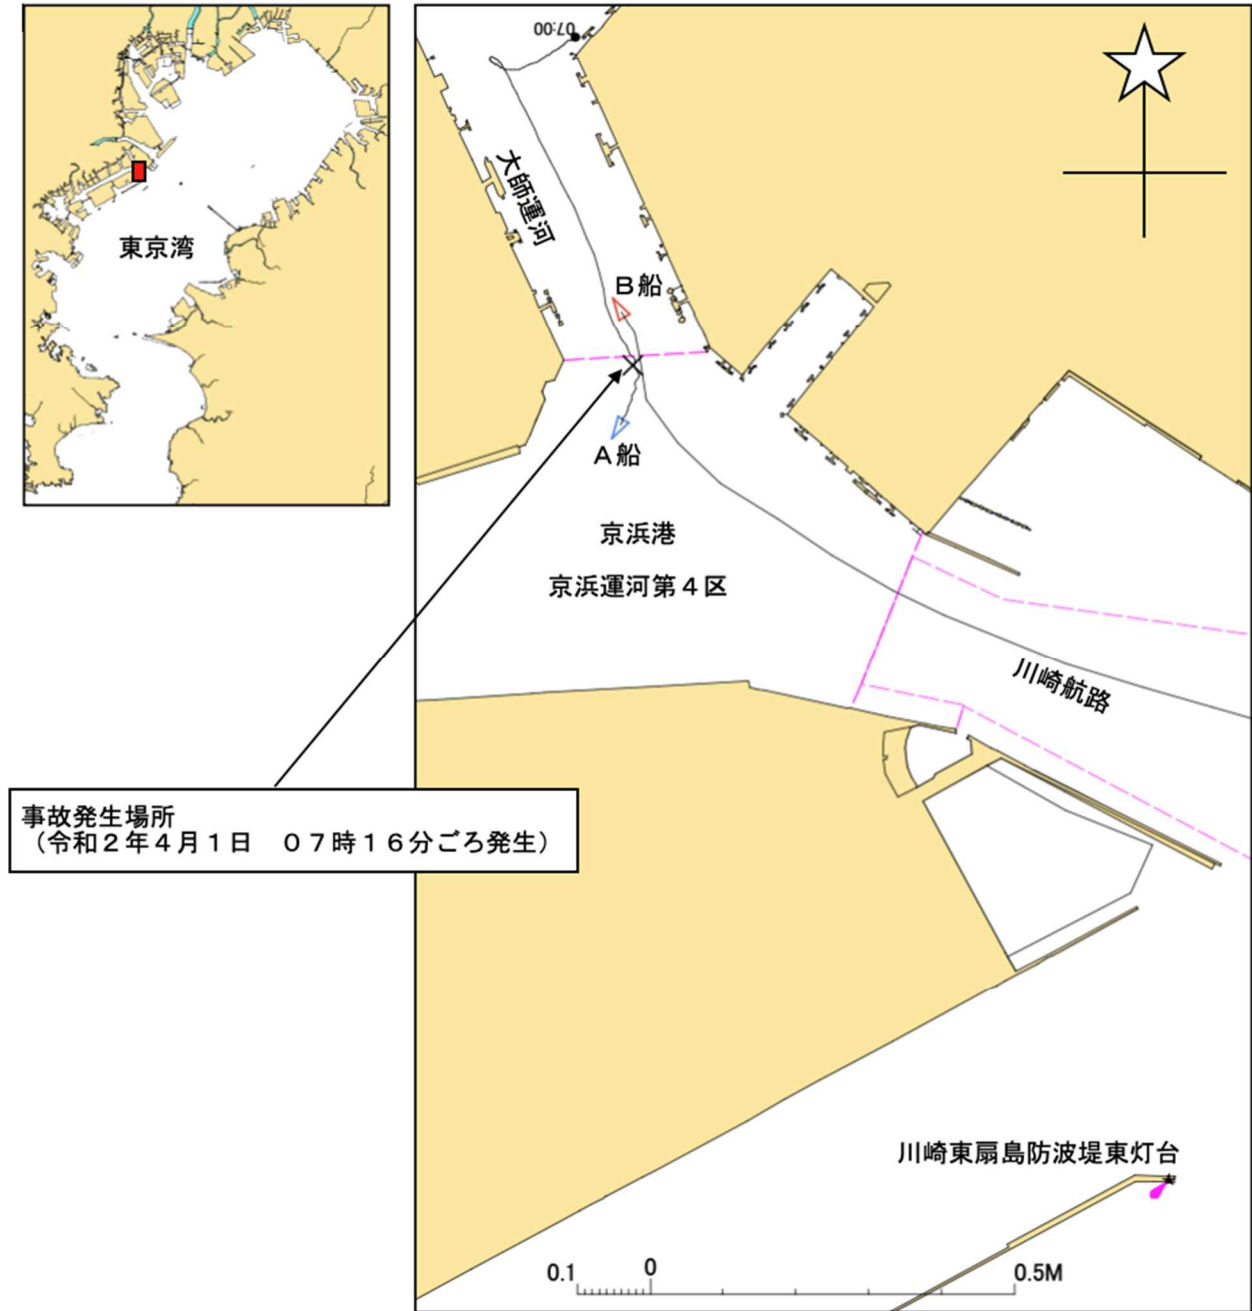 07:00
大師運河
東京湾
B船
A船
京浜港
京浜運河第４区
川崎航路
事故発生場所
（令和２年４月１日　０７時１６分ごろ発生）
川崎東扇島防波堤東灯台
0.1 0 0.5M